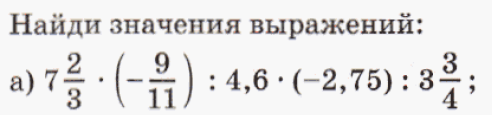 Найди значения выражений:
а) 7 2/3 · (−9/11) : 4,6 · (−2,75) : 3 3/4;